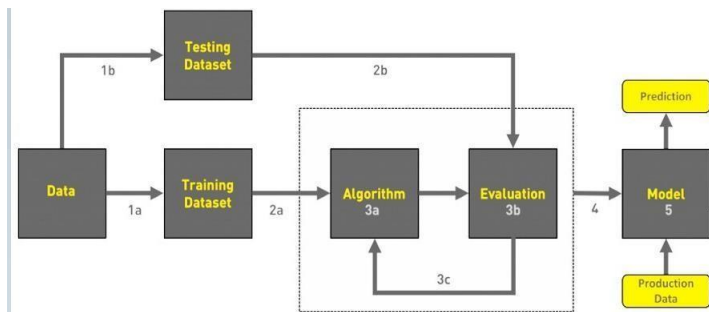 Testing
Dataset
1b
2b
Prediction
Data
1a
Training
Dataset
2a
Algorithm
3a
Evaluation
3b
4
Model
5
3c
Production
Data